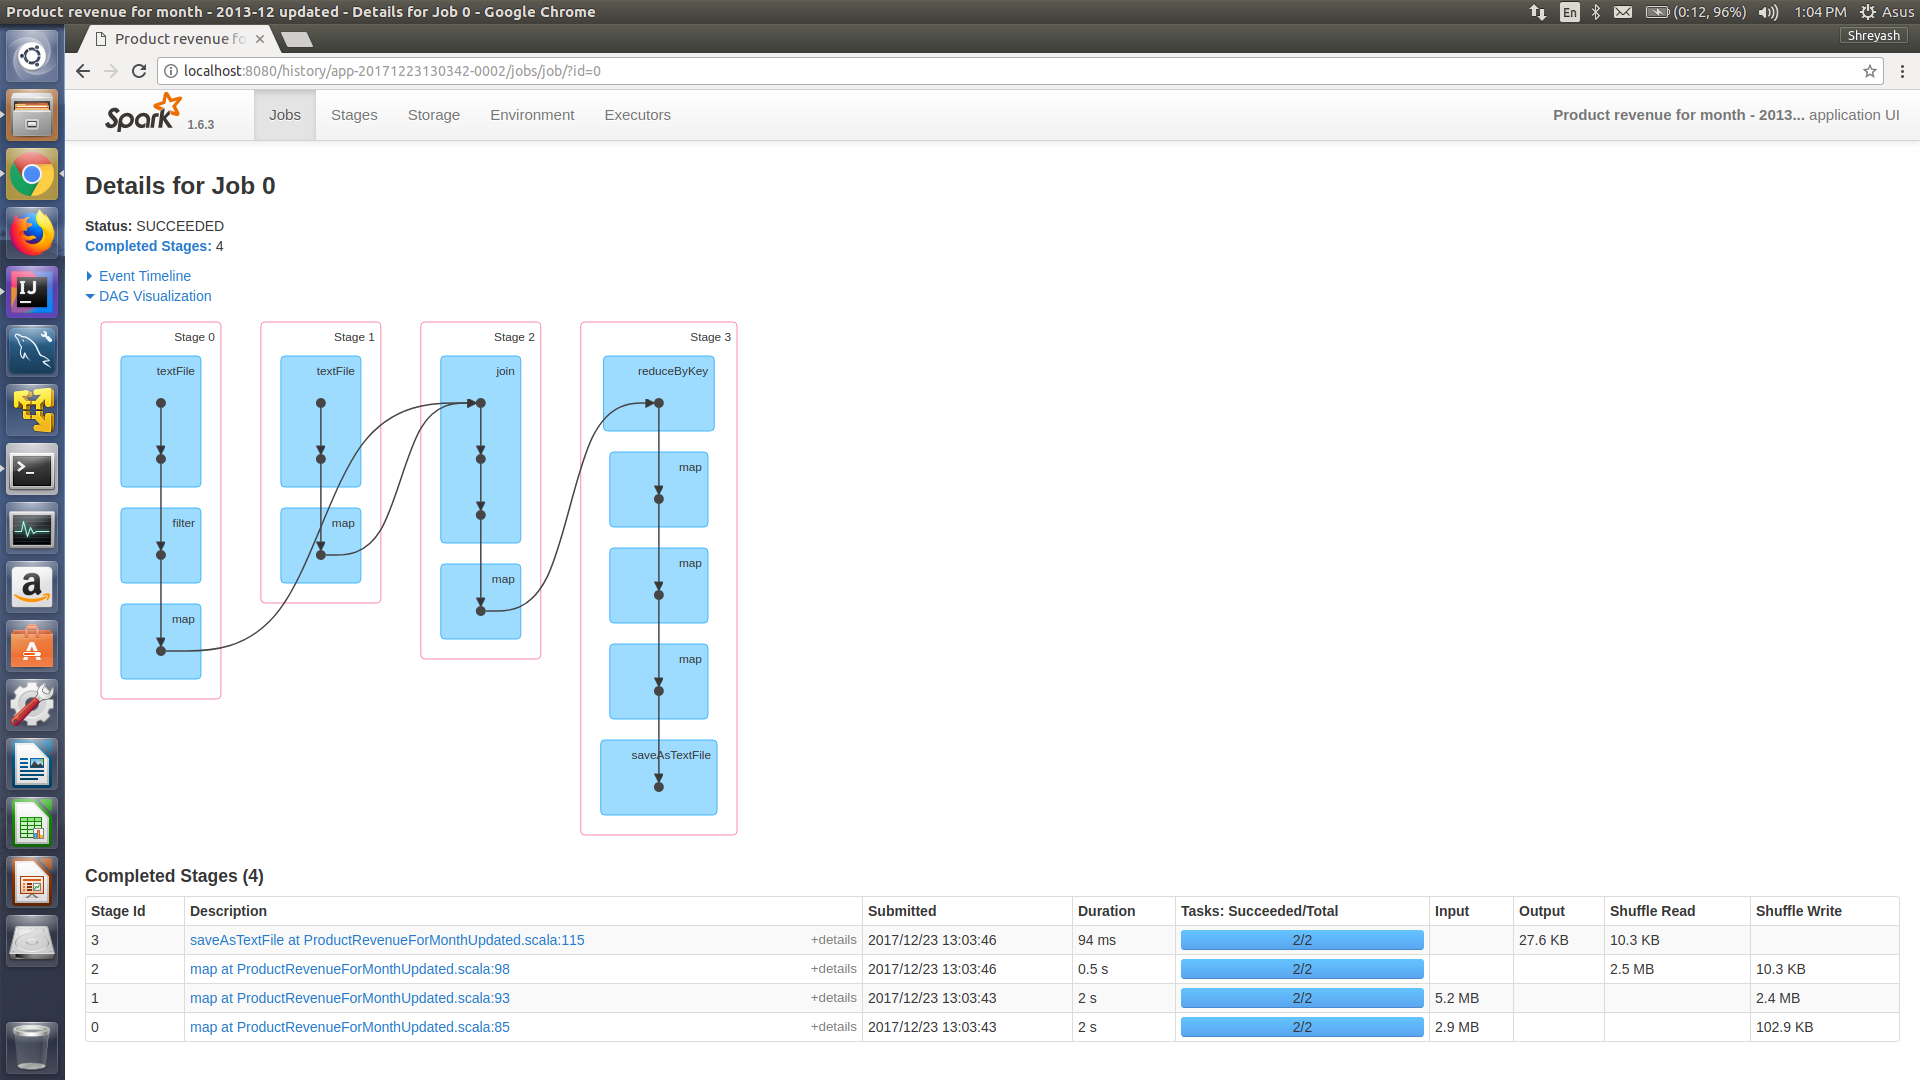 Product revenue for month - 2013-12 updated - Details for Job 0 - Google Chrome
En (0:12, 96%) 1:04 PM Asus
Product revenue fo
Shreyash
localhost:8080/history/app-20171223130342-0002/jobs/job/?id=0
Spark 1.6.3 Jobs Stages Storage Environment Executors Product revenue for month - 2013... application UI
Details for Job 0
Status: SUCCEEDED
Completed Stages: 4
Event Timeline
DAG Visualization
Stage 0
textFile
filter
map
Stage 1
textFile
map
Stage 2
join
map
Stage 3
reduceByKey
map
map
map
saveAsTextFile
Completed Stages (4)
Stage Id Description Submitted Duration Tasks: Succeeded/Total Input Output Shuffle Read Shuffle Write
3 saveAsTextFile at ProductRevenueForMonthUpdated.scala:115 +details 2017/12/23 13:03:46 94 ms 2/2 27.6 KB 10.3 KB
2 map at ProductRevenueForMonthUpdated.scala:98 +details 2017/12/23 13:03:46 0.5 s 2/2 2.5 MB 10.3 KB
1 map at ProductRevenueForMonthUpdated.scala:93 +details 2017/12/23 13:03:43 2 s 2/2 5.2 MB 2.4 MB
0 map at ProductRevenueForMonthUpdated.scala:85 +details 2017/12/23 13:03:43 2 s 2/2 2.9 MB 102.9 KB
IJ
a